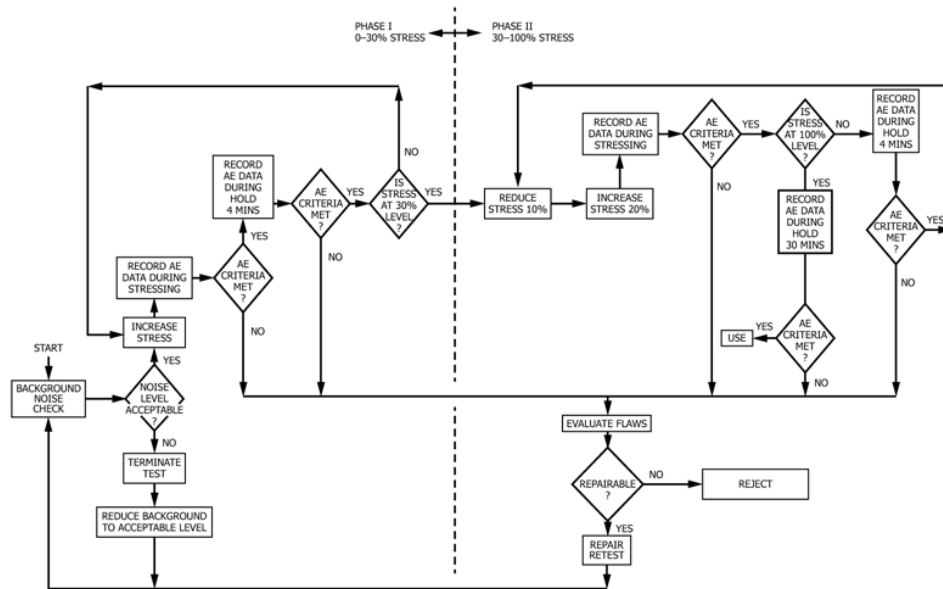 PHASE I
0–30% STRESS
PHASE II
30–100% STRESS
START
BACKGROUND
NOISE
CHECK
NOISE
LEVEL
ACCEPTABLE
?
YES
NO
TERMINATE
TEST
REDUCE BACKGROUND
TO ACCEPTABLE LEVEL
INCREASE
STRESS
RECORD AE
DATA DURING
STRESSING
AE
CRITERIA
MET
?
YES
NO
RECORD
AE DATA
DURING
HOLD
4 MINS
AE
CRITERIA
MET
?
YES
NO
IS
STRESS
AT 30%
LEVEL
?
NO
YES
REDUCE
STRESS 10%
INCREASE
STRESS 20%
RECORD AE
DATA DURING
STRESSING
AE
CRITERIA
MET
?
YES
NO
IS
STRESS
AT 100%
LEVEL
?
NO
YES
RECORD
AE DATA
DURING
HOLD
4 MINS
RECORD
AE DATA
DURING
HOLD
30 MINS
AE
CRITERIA
MET
?
YES
NO
AE
CRITERIA
MET
?
YES
USE
NO
EVALUATE FLAWS
REPAIRABLE
?
NO
REJECT
YES
REPAIR
RETEST